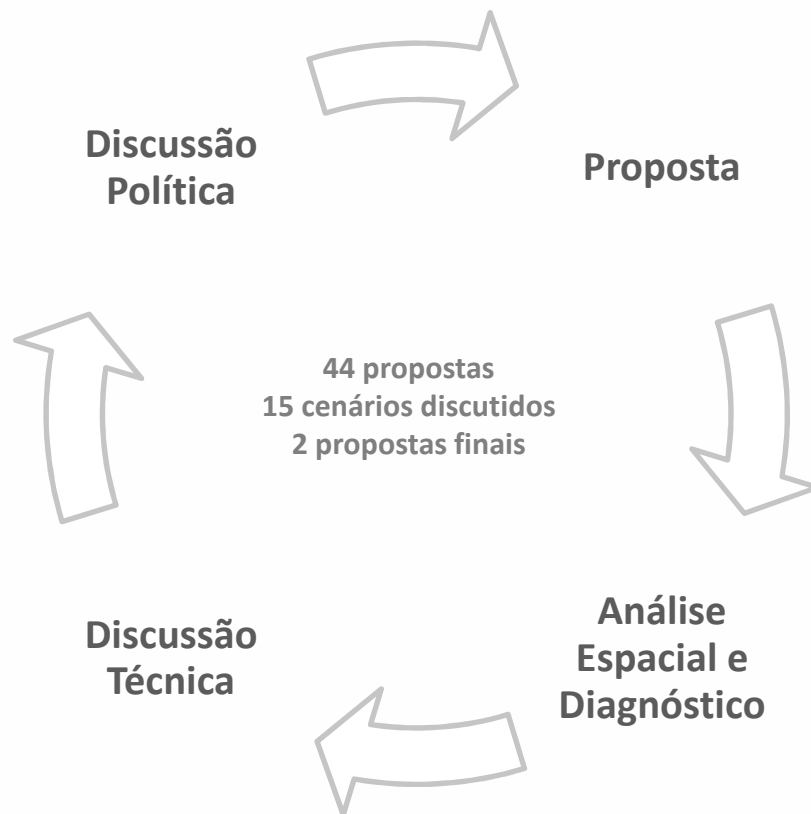 Discussão
Política
Proposta
44 propostas
15 cenários discutidos
2 propostas finais
Discussão
Técnica
Análise
Espacial e
Diagnóstico